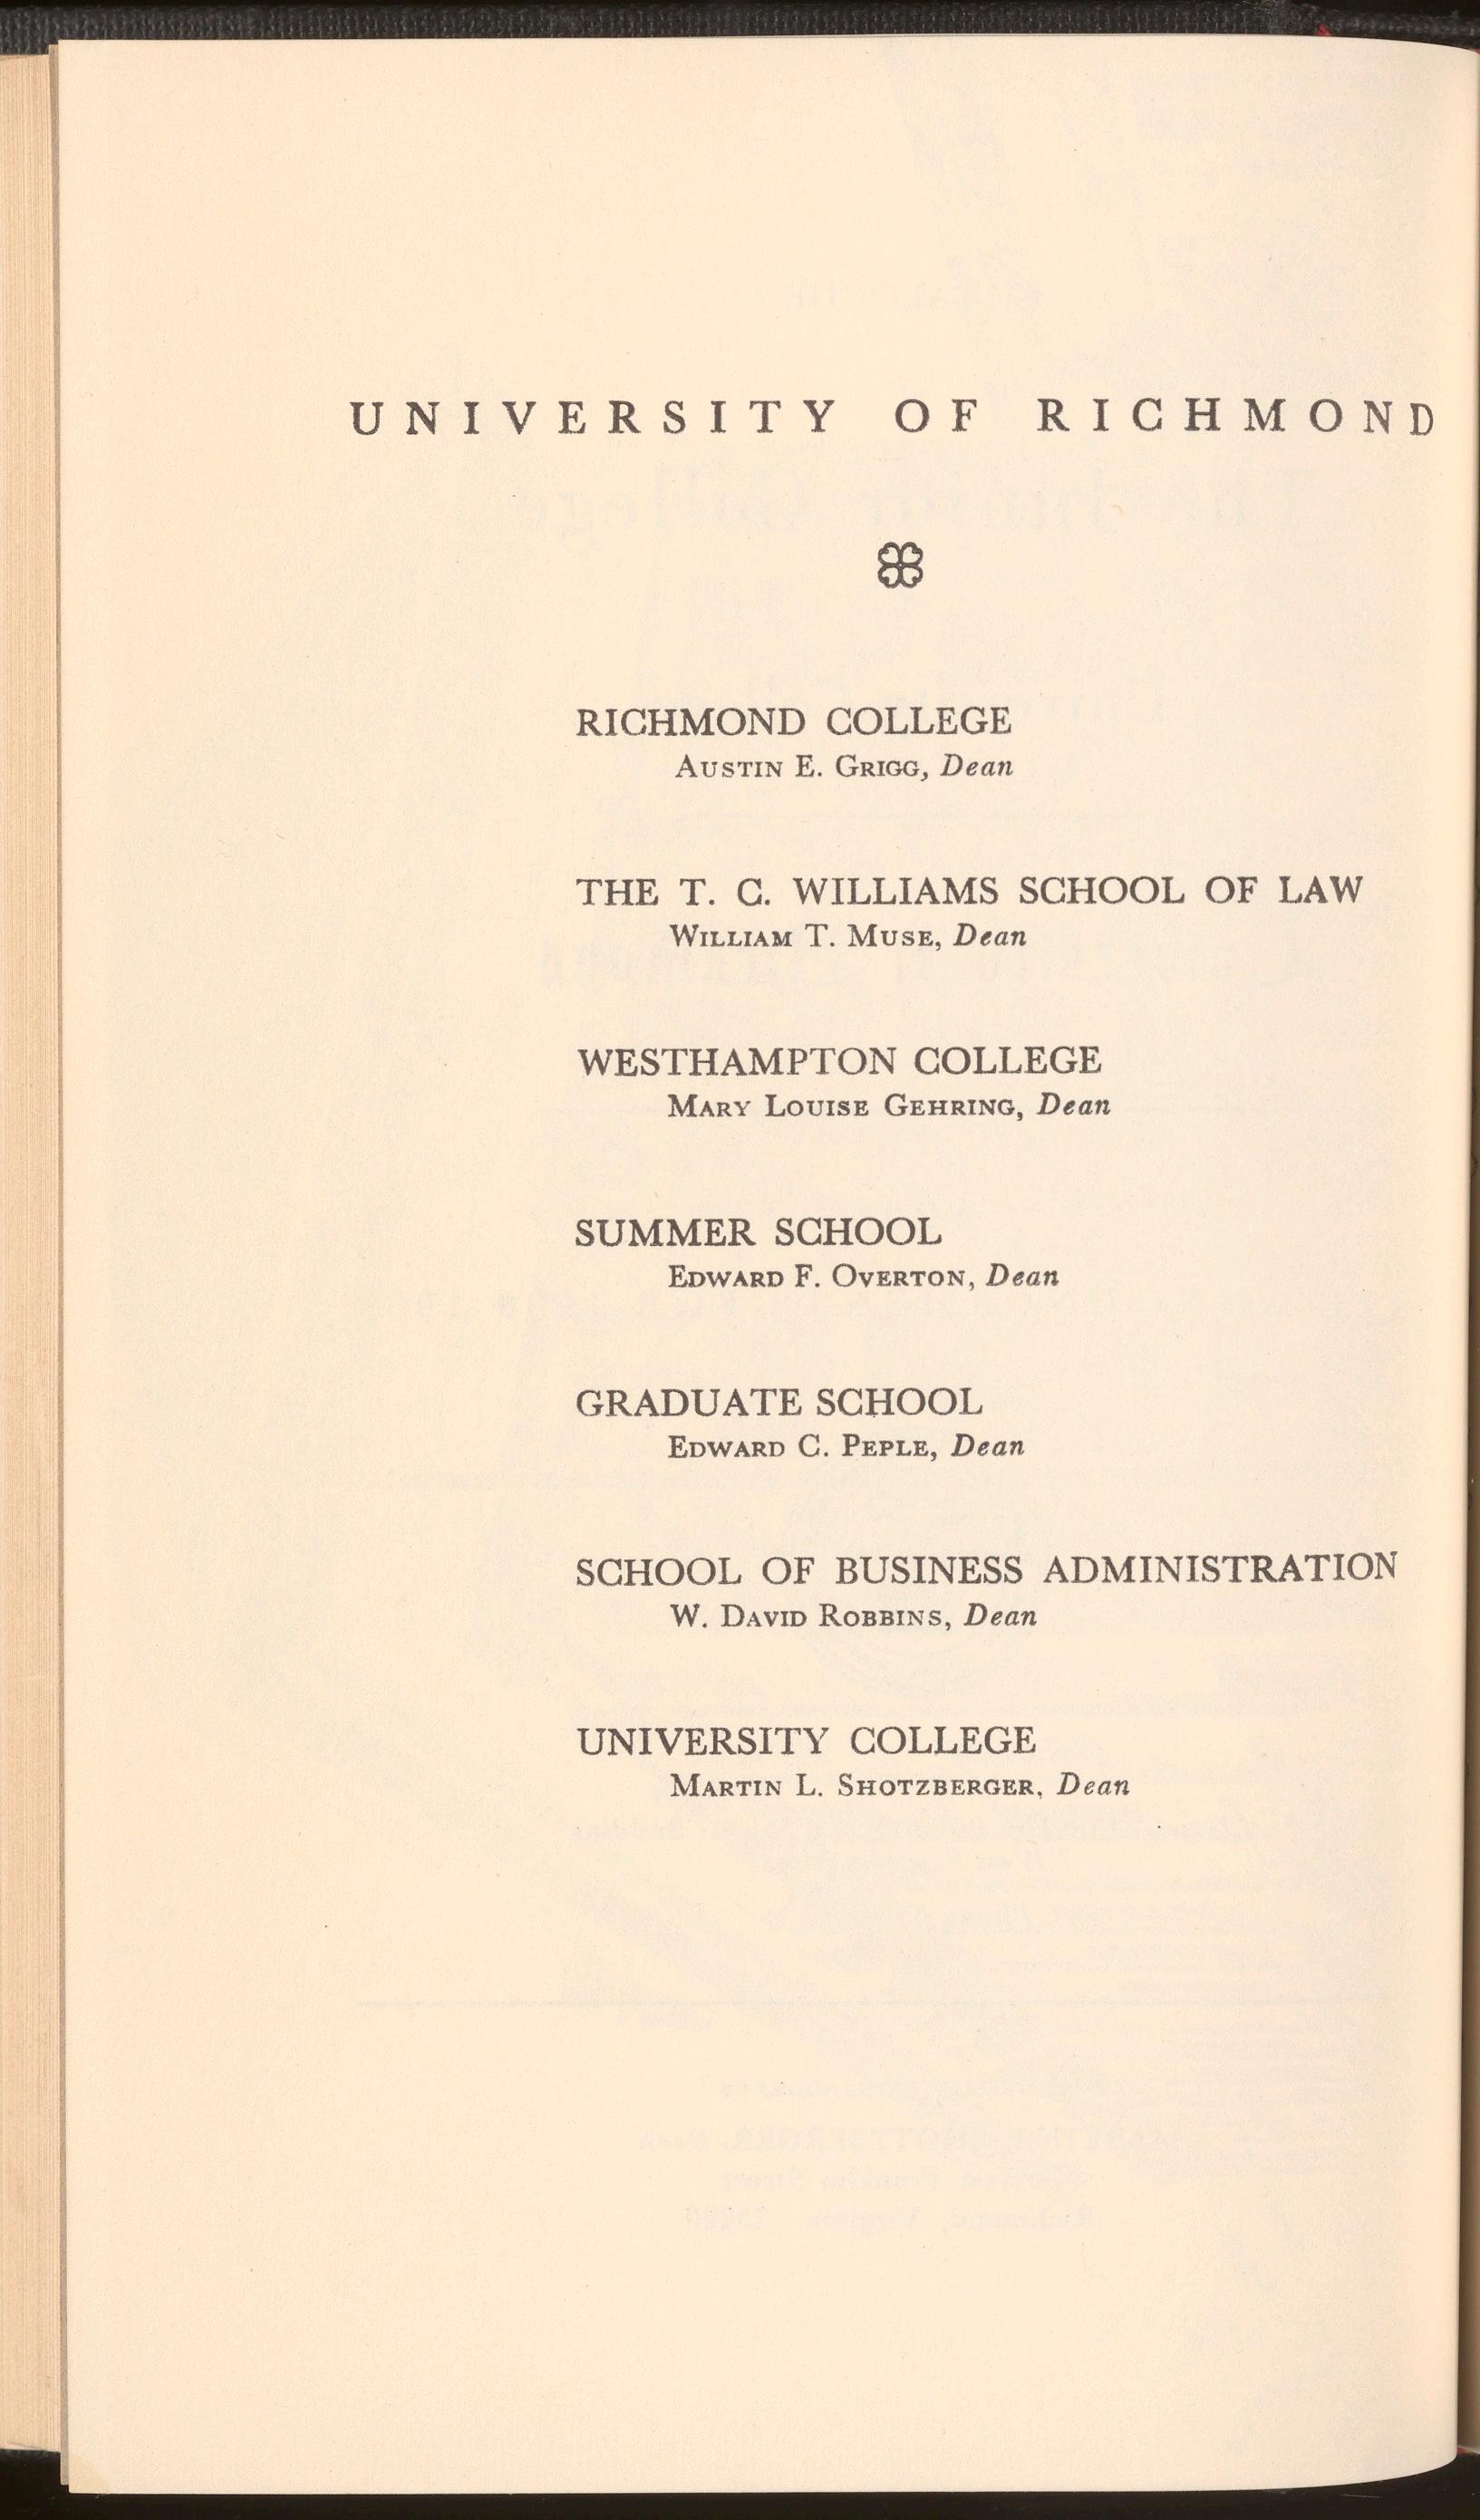 UNIVERSITY OF RICHMOND
RICHMOND COLLEGE
AUSTIN E. GRIGG, Dean
THE T. C. WILLIAMS SCHOOL OF LAW
WILLIAM T. MUSE, Dean
WESTHAMPTON COLLEGE
MARY LOUISE GEHRING, Dean
SUMMER SCHOOL
EDWARD F. OVERTON, Dean
GRADUATE SCHOOL
EDWARD C. PEPLE, Dean
SCHOOL OF BUSINESS ADMINISTRATION
W. DAVID ROBBINS, Dean
UNIVERSITY COLLEGE
MARTIN L. SHOTZBERGER, Dean